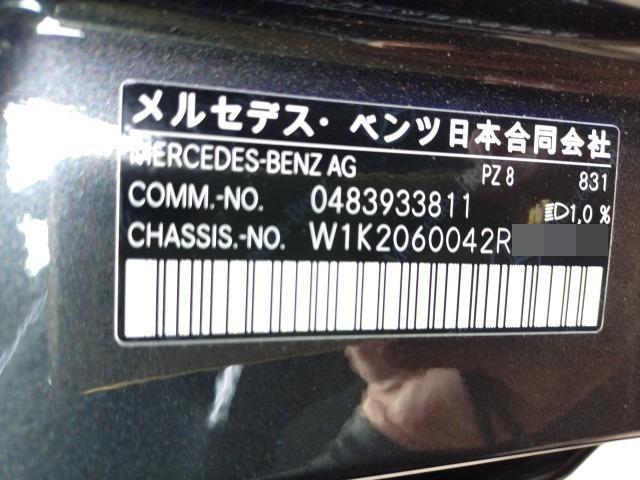 メルセデス・ベンツ日本合同会社
MERCEDES-BENZ AG PZ 8 831
COMM.-NO. 0483933811 1,0 %
CHASSIS.-NO. W1K2060042R